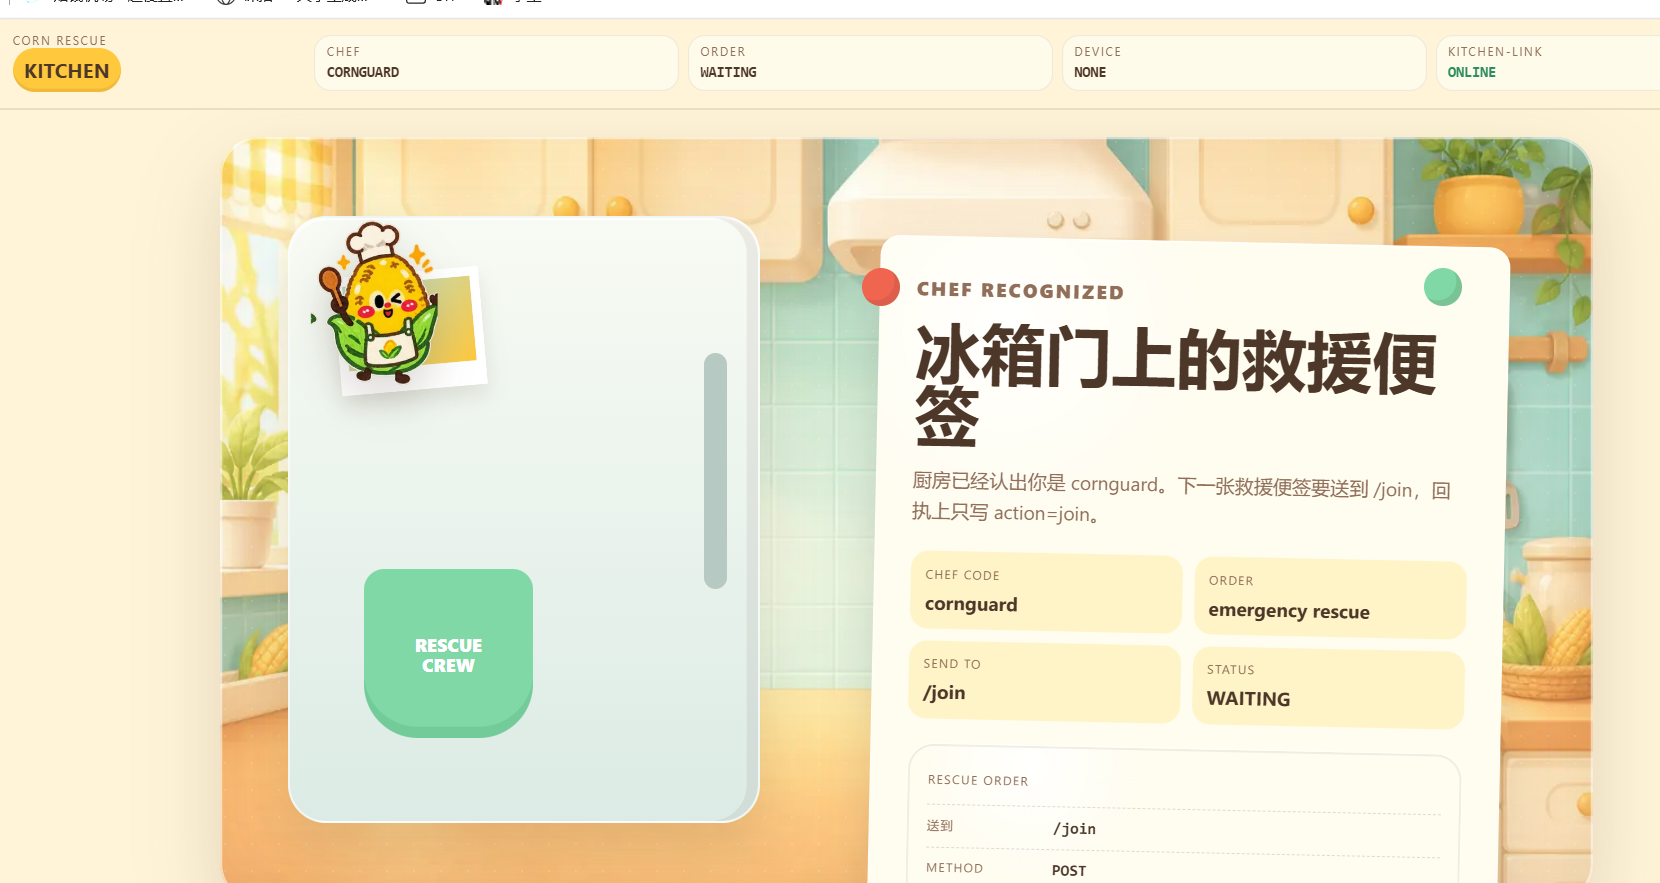 CORN RESCUE
KITCHEN
CHEF
CORNGUARD
ORDER
WAITING
DEVICE
NONE
KITCHEN-LINK
ONLINE
RESCUE
CREW
CHEF RECOGNIZED
冰箱门上的救援便
签
厨房已经认出你是 cornguard。下一张救援便签要送到 /join，回
执上只写 action=join。
CHEF CODE
cornguard
ORDER
emergency rescue
SEND TO
/join
STATUS
WAITING
RESCUE ORDER
送到 /join
METHOD POST